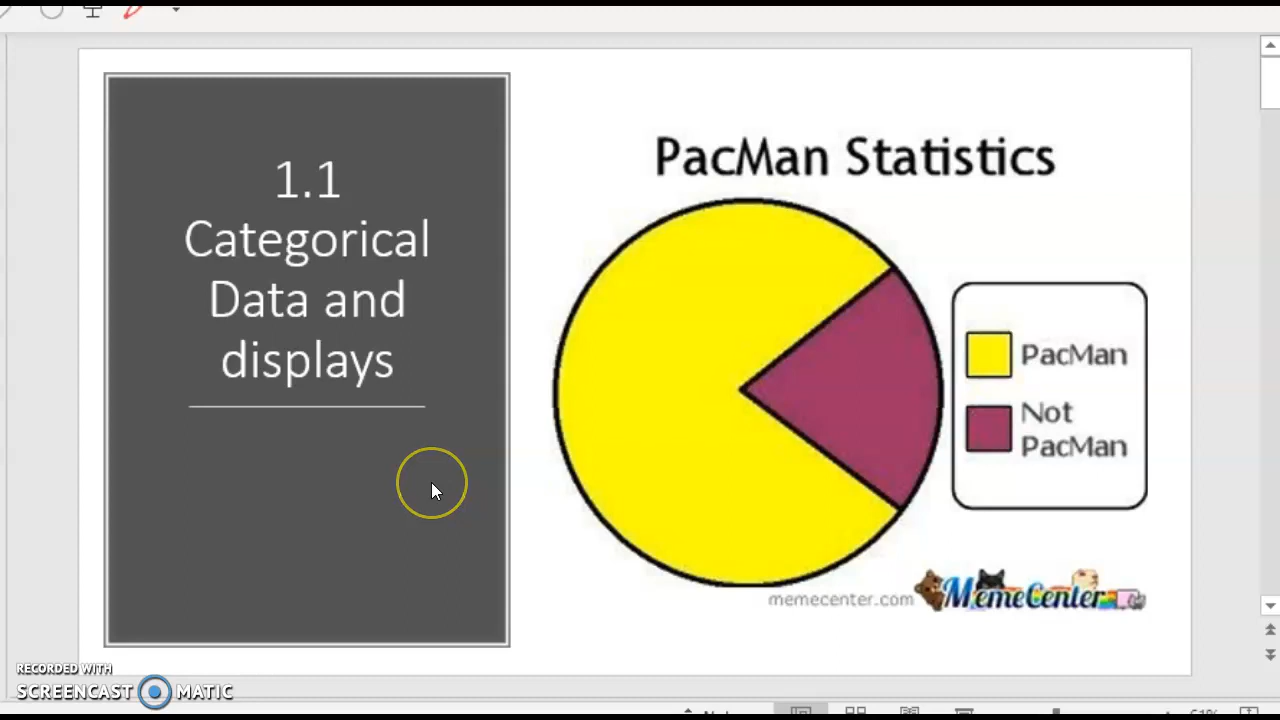 1.1
Categorical
Data and
displays
PacMan Statistics
PacMan
Not
PacMan
memecenter.com
MemeCenter
RECORDED WITH
SCREENCAST MATIC